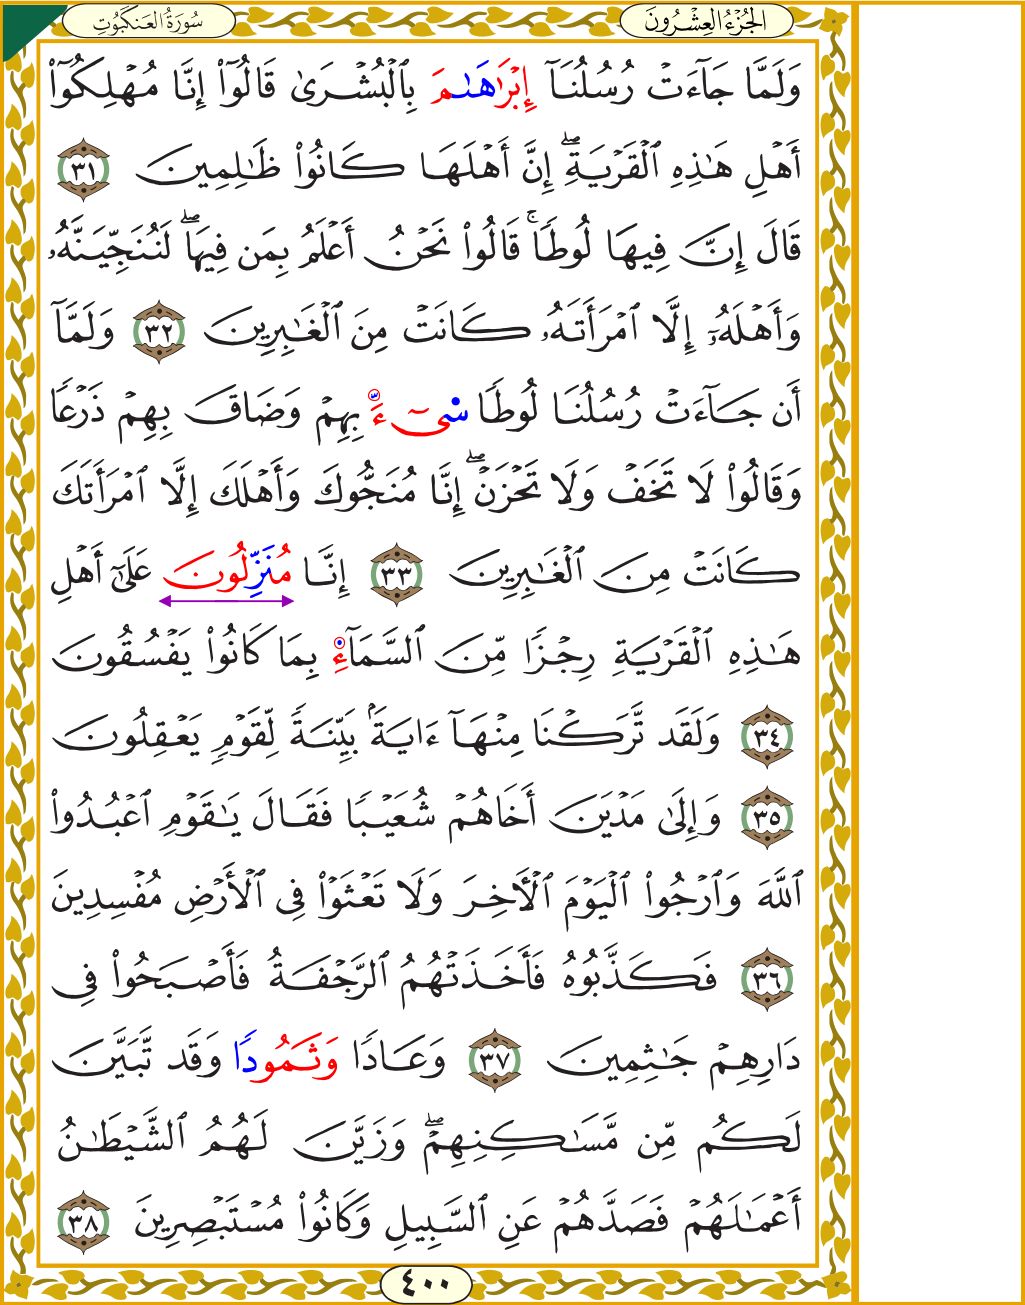 الجُزْءُ العِشْرُونَ
سُورَةُ العَنكَبُوتِ
وَلَمَّا جَآءَتْ رُسُلُنَآ إِبْرَٰهَـٰمَ بِٱلْبُشْرَىٰ قَالُوٓا۟ إِنَّا مُهْلِكُوٓا۟
أَهْلِ هَـٰذِهِ ٱلْقَرْيَةِ ۖ إِنَّ أَهْلَهَا كَانُوا۟ ظَـٰلِمِينَ ٣١
قَالَ إِنَّ فِيهَا لُوطًا ۚ قَالُوا۟ نَحْنُ أَعْلَمُ بِمَن فِيهَا ۖ لَنُنَجِّيَنَّهُۥ
وَأَهْلَهُۥٓ إِلَّا ٱمْرَأَتَهُۥ كَانَتْ مِنَ ٱلْغَـٰبِرِينَ ٣٢ وَلَمَّآ
أَن جَآءَتْ رُسُلُنَا لُوطًا سِىٓءَ بِهِمْ وَضَاقَ بِهِمْ ذَرْعًا
وَقَالُوا۟ لَا تَخَفْ وَلَا تَحْزَنْ ۖ إِنَّا مُنَجُّوكَ وَأَهْلَكَ إِلَّا ٱمْرَأَتَكَ
كَانَتْ مِنَ ٱلْغَـٰبِرِينَ ٣٣ إِنَّا مُنَزِّلُونَ عَلَىٰٓ أَهْلِ
هَـٰذِهِ ٱلْقَرْيَةِ رِجْزًا مِّنَ ٱلسَّمَآءِ بِمَا كَانُوا۟ يَفْسُقُونَ
٣٤ وَلَقَد تَّرَكْنَا مِنْهَآ ءَايَةًۢ بَيِّنَةً لِّقَوْمٍ يَعْقِلُونَ
٣٥ وَإِلَىٰ مَدْيَنَ أَخَاهُمْ شُعَيْبًا فَقَالَ يَـٰقَوْمِ ٱعْبُدُوا۟
ٱللَّهَ وَٱرْجُوا۟ ٱلْيَوْمَ ٱلْـَٔاخِرَ وَلَا تَعْثَوْا۟ فِى ٱلْأَرْضِ مُفْسِدِينَ
٣٦ فَكَذَّبُوهُ فَأَخَذَتْهُمُ ٱلرَّجْفَةُ فَأَصْبَحُوا۟ فِى
دَارِهِمْ جَـٰثِمِينَ ٣٧ وَعَادًا وَثَمُودًا وَقَد تَّبَيَّنَ
لَكُم مِّن مَّسَـٰكِنِهِمْ ۖ وَزَيَّنَ لَهُمُ ٱلشَّيْطَـٰنُ
أَعْمَـٰلَهُمْ فَصَدَّهُمْ عَنِ ٱلسَّبِيلِ وَكَانُوا۟ مُسْتَبْصِرِينَ ٣٨
٤٠٠